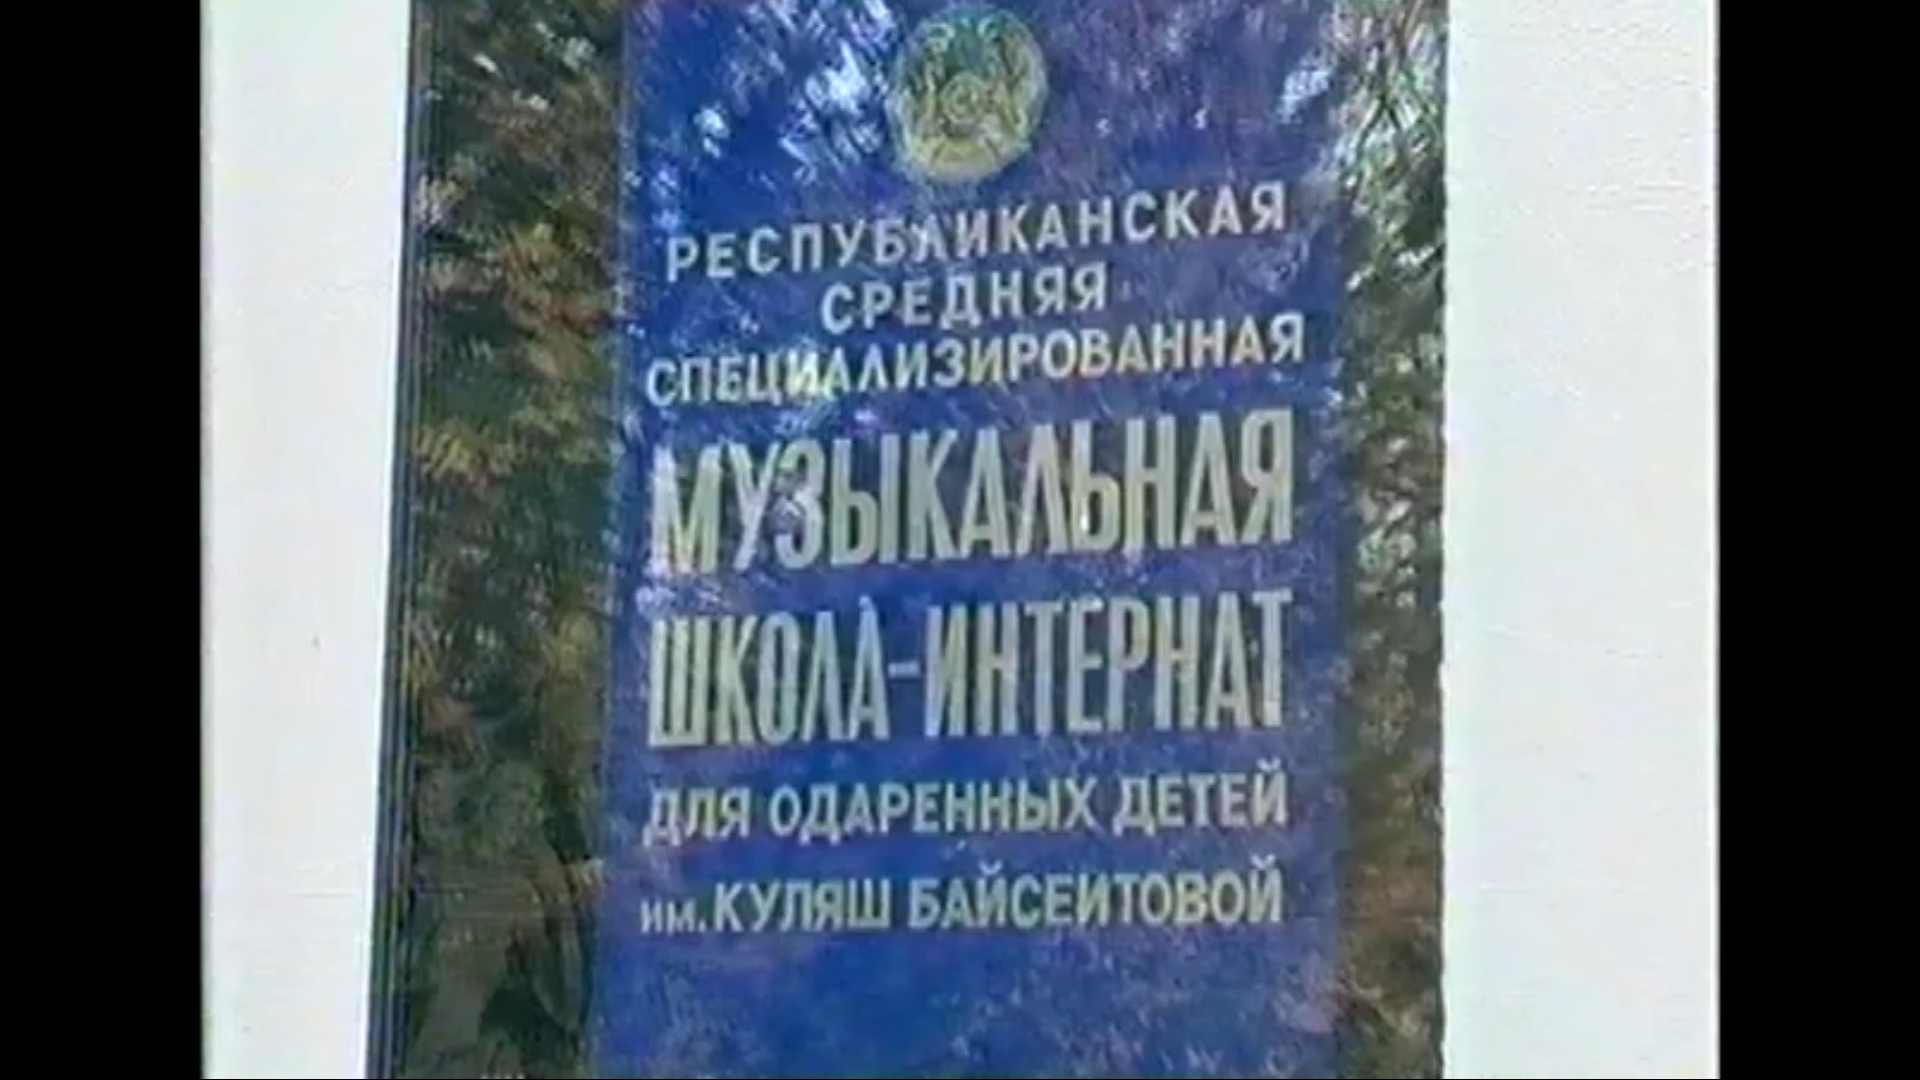 РЕСПУБЛИКАНСКАЯ
СРЕДНЯЯ
СПЕЦИАЛИЗИРОВАННАЯ
МУЗЫКАЛЬНАЯ
ШКОЛА-ИНТЕРНАТ
ДЛЯ ОДАРЕННЫХ ДЕТЕЙ
им. КУЛЯШ БАЙСЕИТОВОЙ